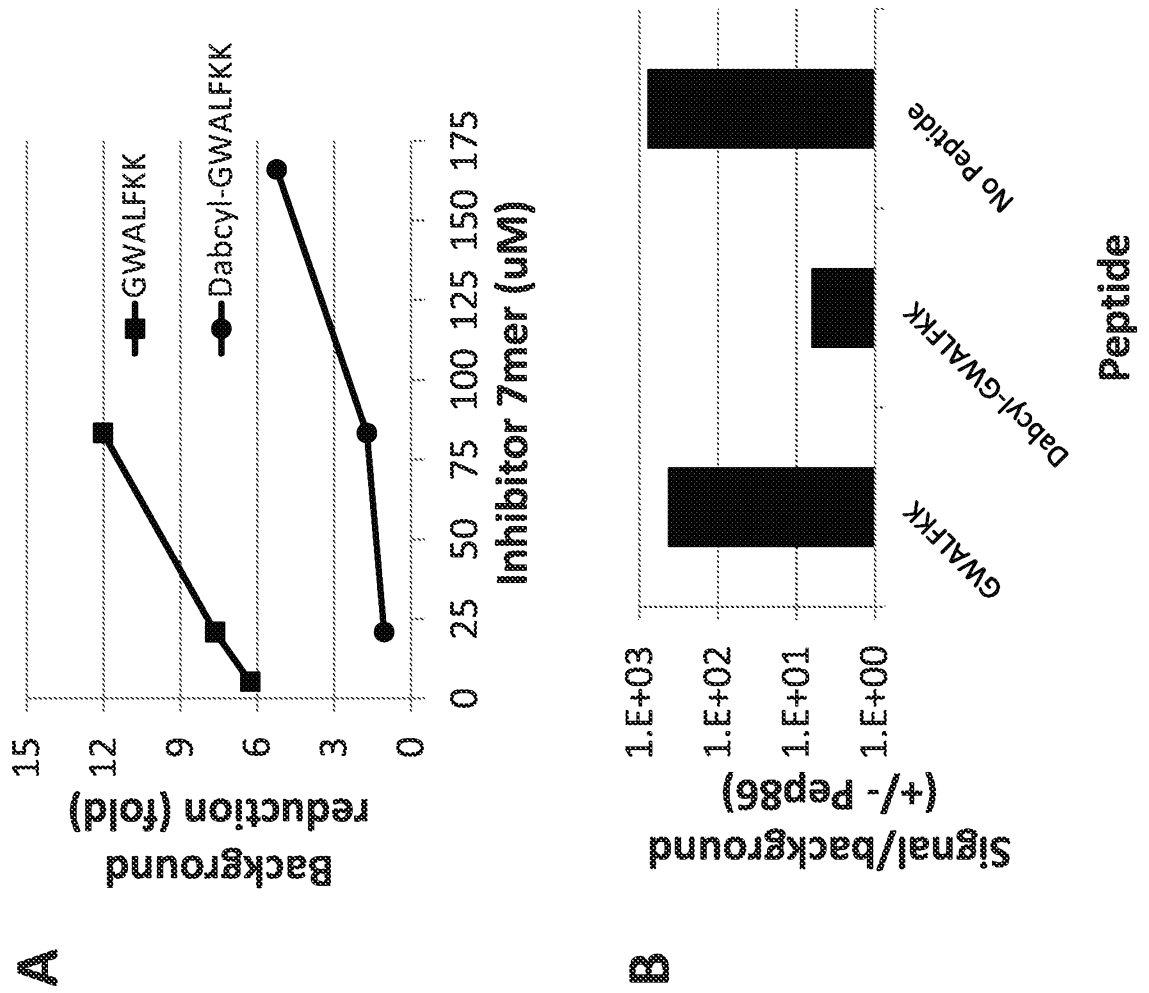 A
Background
reduction (fold)
15
12
9
6
3
0
GWALFKK
Dabcyl-GWALFKK
0 25 50 75 100 125 150 175
Inhibitor 7mer (uM)
B
Signal/background
(+/- Pep86)
1.E+03
1.E+02
1.E+01
1.E+00
GWALFKK
Dabcyl-GWALFKK
No Peptide
Peptide